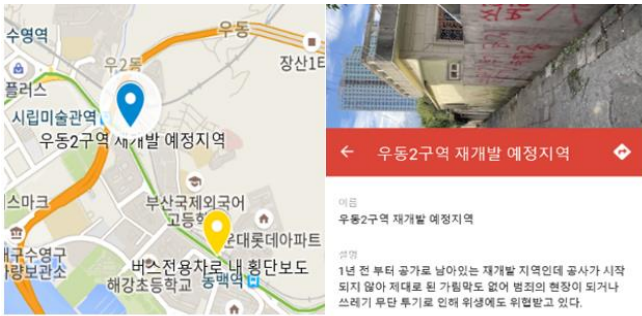 수영역
우동
우2동
장산1터
플러스
시립미술관역
우동2구역 재개발 예정지역
스마크
부산국제외국어
고등학
운대롯데아파트
구수영구
버스전용차로 내 횡단보도
해강초등학교
동백역
우동2구역 재개발 예정지역
이름
우동2구역 재개발 예정지역
설명
1년 전 부터 공가로 남아있는 재개발 지역인데 공사가 시작
되지 않아 제대로 된 가림막도 없어 범죄의 현장이 되거나
쓰레기 무단 투기로 인해 위생에도 위협받고 있다.